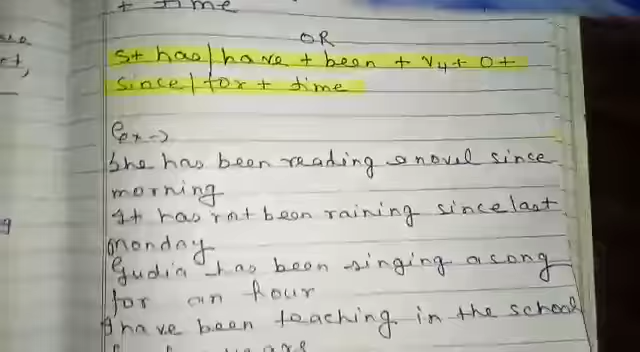 + time
OR
S+ has/have + been + V4 + O +
since/for + time
Ex→
She has been reading a novel since
morning
It has not been raining since last
monday
Gudia has been singing a song
for an hour
I have been teaching in the school